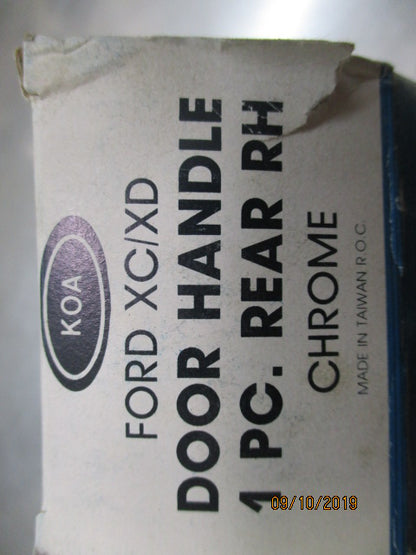 KOA
FORD XC/XD
DOOR HANDLE
1 PC. REAR RH
CHROME
MADE IN TAIWAN R.O.C.
09/10/2019